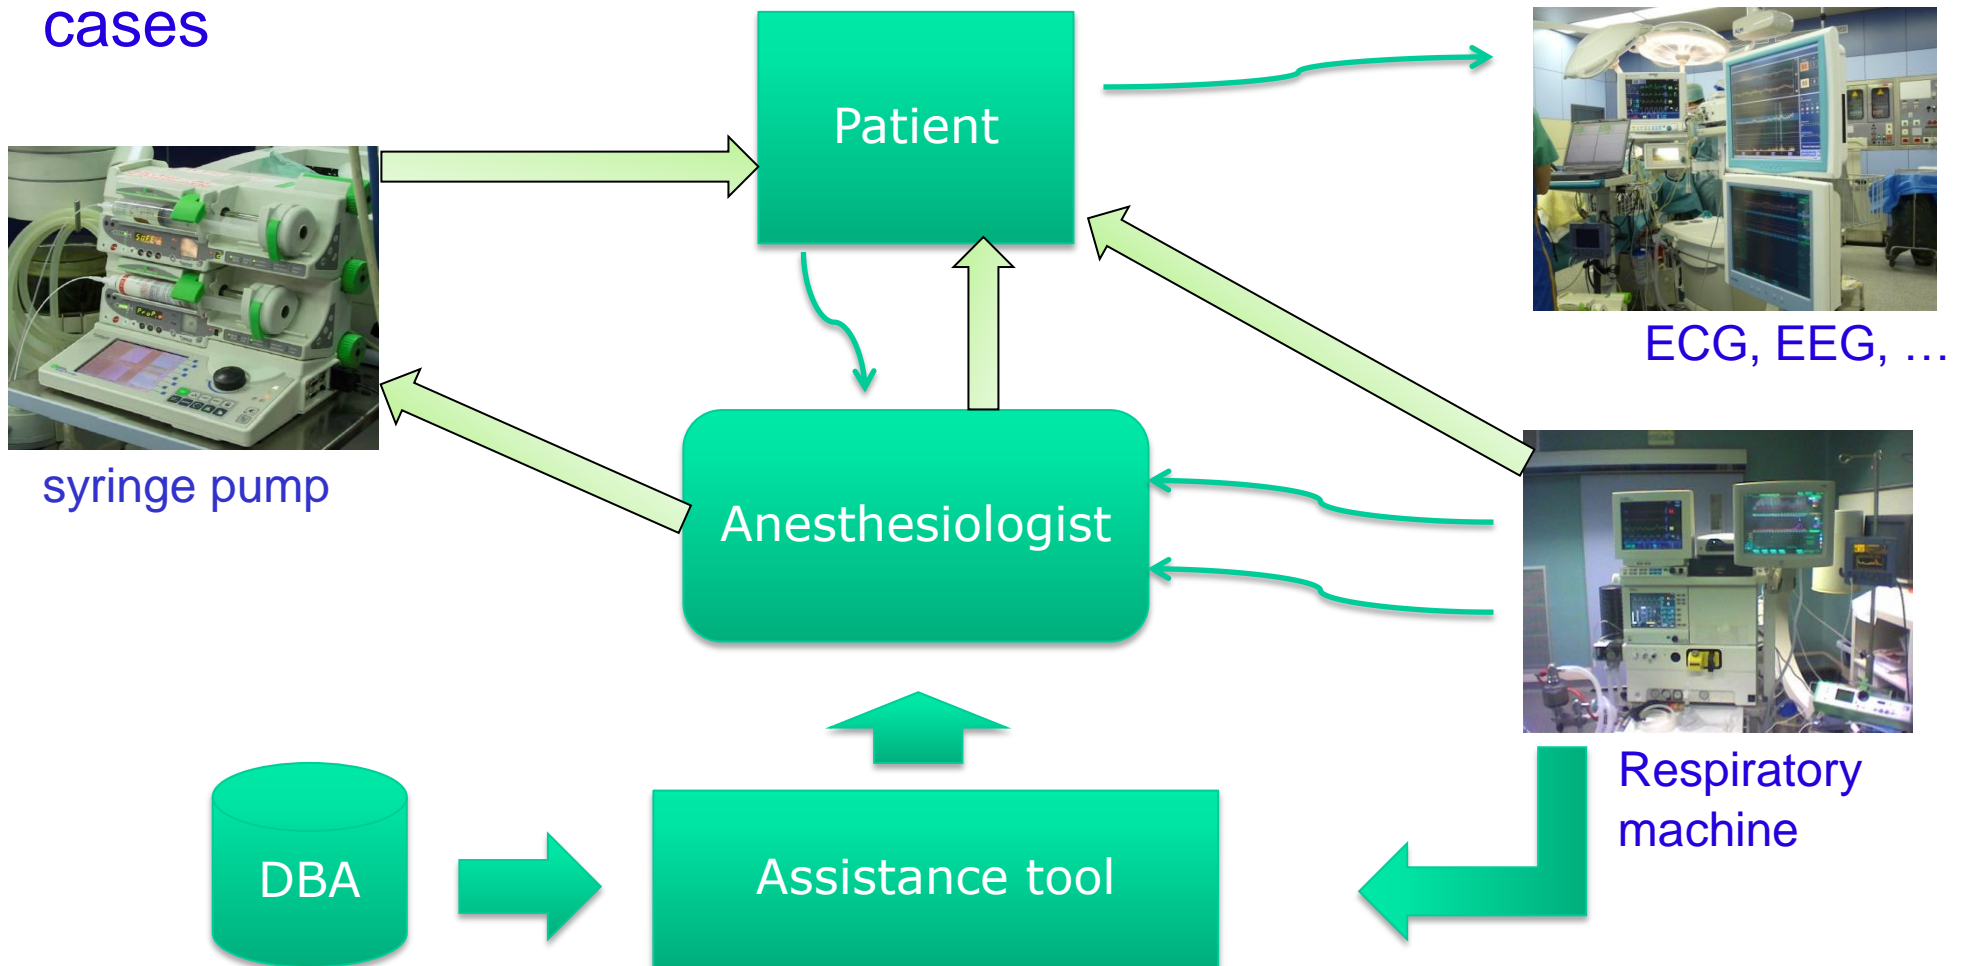 cases
Patient
ECG, EEG, …
syringe pump
Anesthesiologist
Respiratory
machine
DBA
Assistance tool